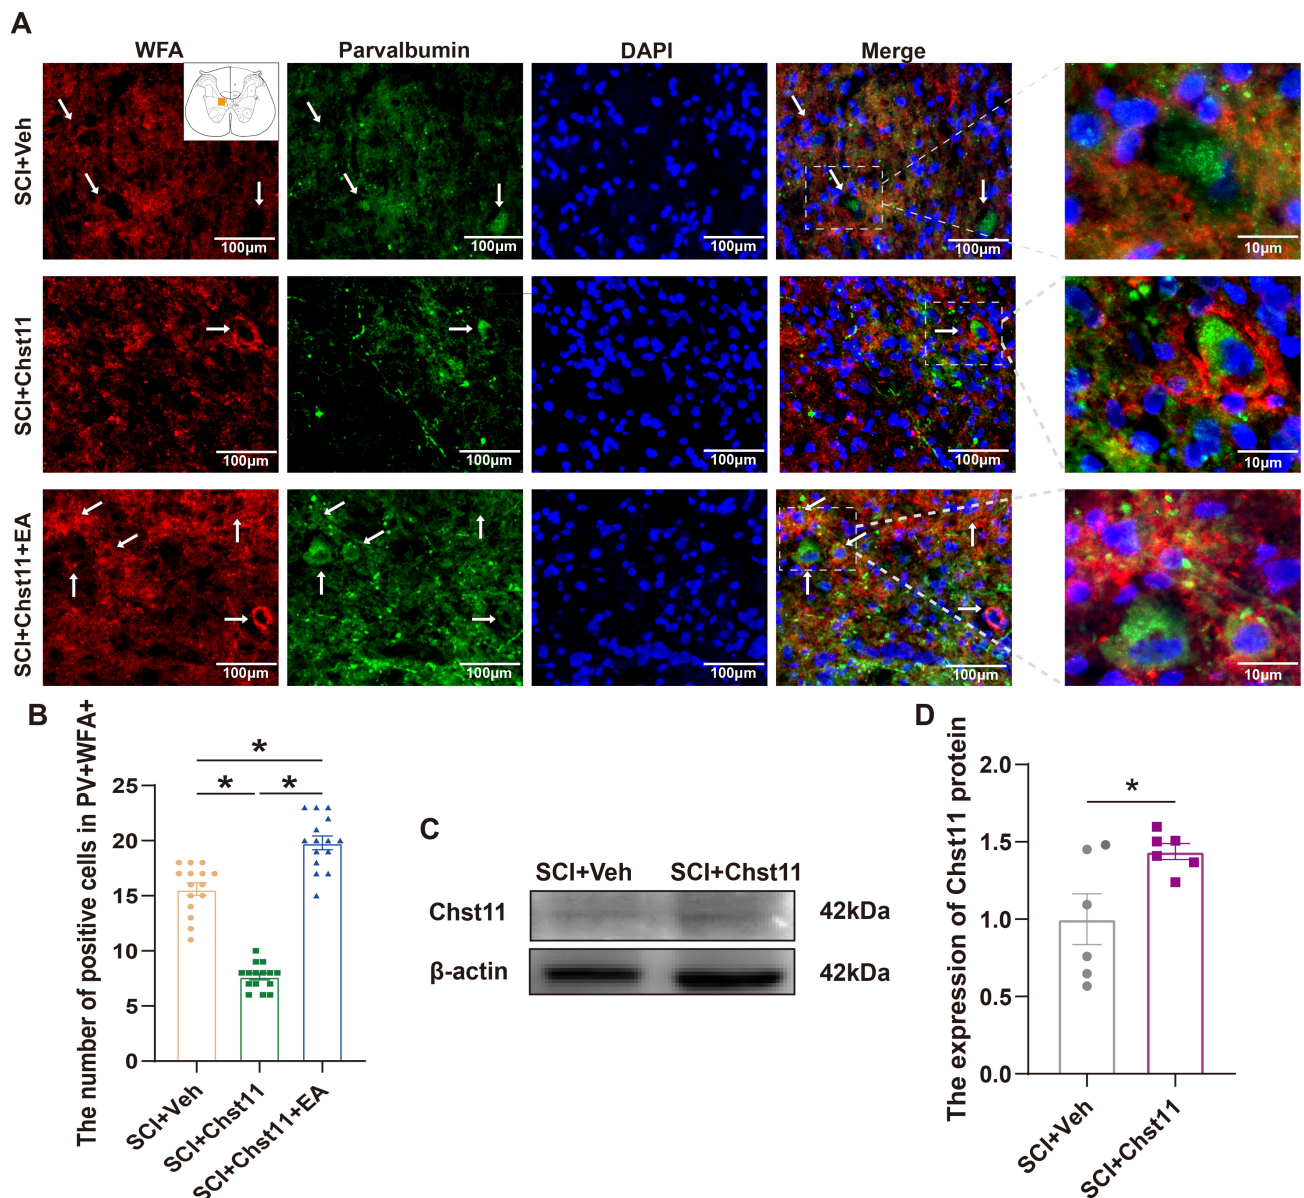 A
WFA
Parvalbumin
DAPI
Merge
SCI+Veh
100μm
100μm
100μm
100μm
10μm
SCI+Chst11
100μm
100μm
100μm
100μm
10μm
SCI+Chst11+EA
100μm
100μm
100μm
100μm
10μm
B
The number of positive cells in PV+WFA+
25
20
15
10
5
0
*
*
*
SCI+Veh
SCI+Chst11
SCI+Chst11+EA
C
SCI+Veh
SCI+Chst11
Chst11
42kDa
β-actin
42kDa
D
The expression of Chst11 protein
2.0
1.5
1.0
0.5
0.0
*
SCI+Veh
SCI+Chst11